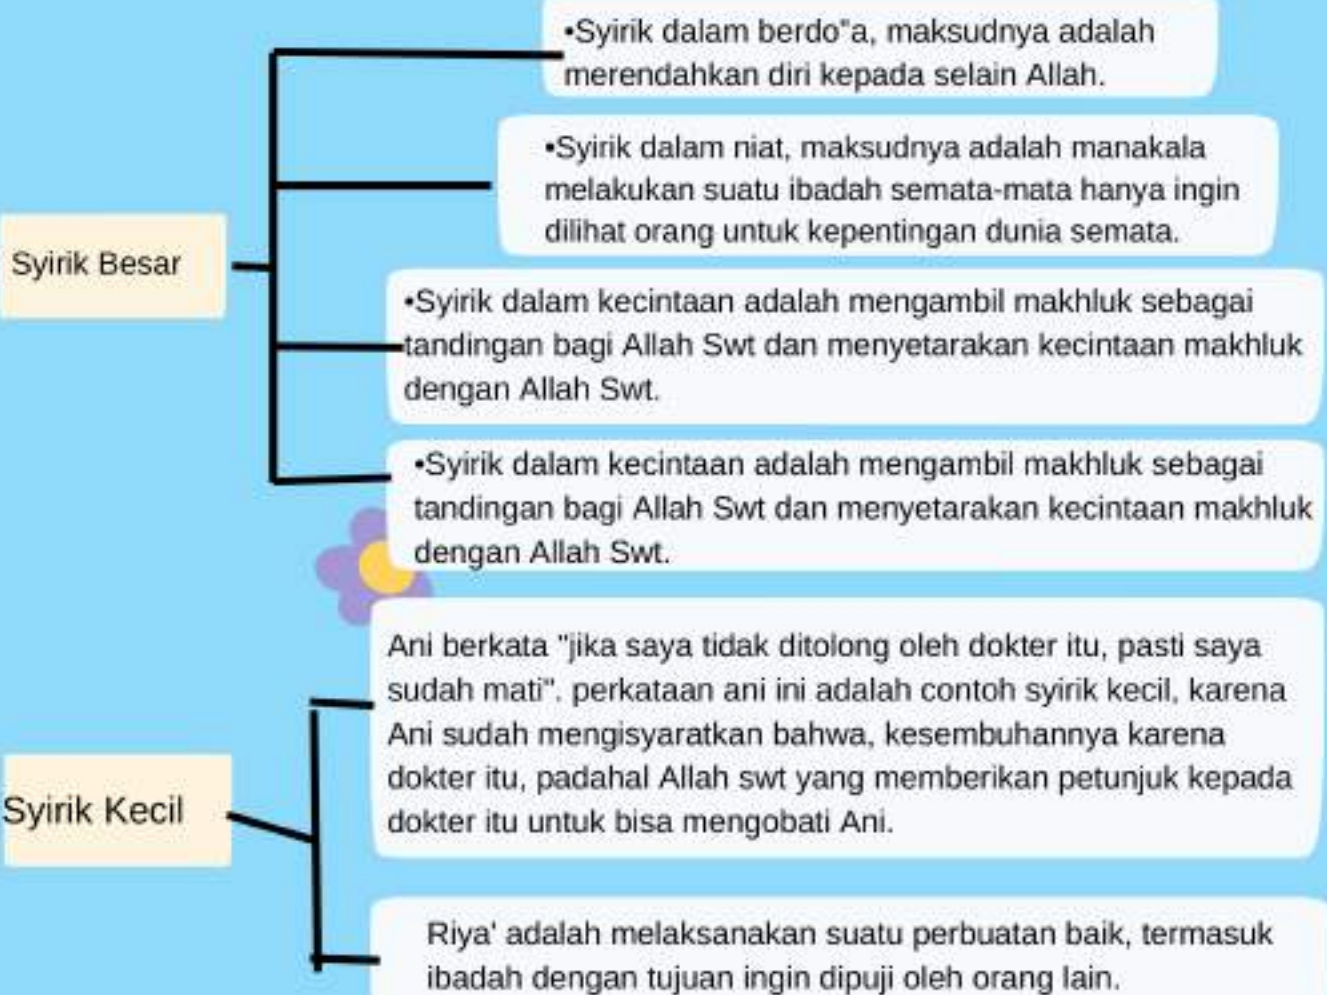 •Syirik dalam berdo"a, maksudnya adalah
merendahkan diri kepada selain Allah.
•Syirik dalam niat, maksudnya adalah manakala
melakukan suatu ibadah semata-mata hanya ingin
dilihat orang untuk kepentingan dunia semata.
Syirik Besar
•Syirik dalam kecintaan adalah mengambil makhluk sebagai
tandingan bagi Allah Swt dan menyetarakan kecintaan makhluk
dengan Allah Swt.
•Syirik dalam kecintaan adalah mengambil makhluk sebagai
tandingan bagi Allah Swt dan menyetarakan kecintaan makhluk
dengan Allah Swt.
Ani berkata "jika saya tidak ditolong oleh dokter itu, pasti saya
sudah mati". perkataan ani ini adalah contoh syirik kecil, karena
Ani sudah mengisyaratkan bahwa, kesembuhannya karena
dokter itu, padahal Allah swt yang memberikan petunjuk kepada
dokter itu untuk bisa mengobati Ani.
Syirik Kecil
Riya' adalah melaksanakan suatu perbuatan baik, termasuk
ibadah dengan tujuan ingin dipuji oleh orang lain.